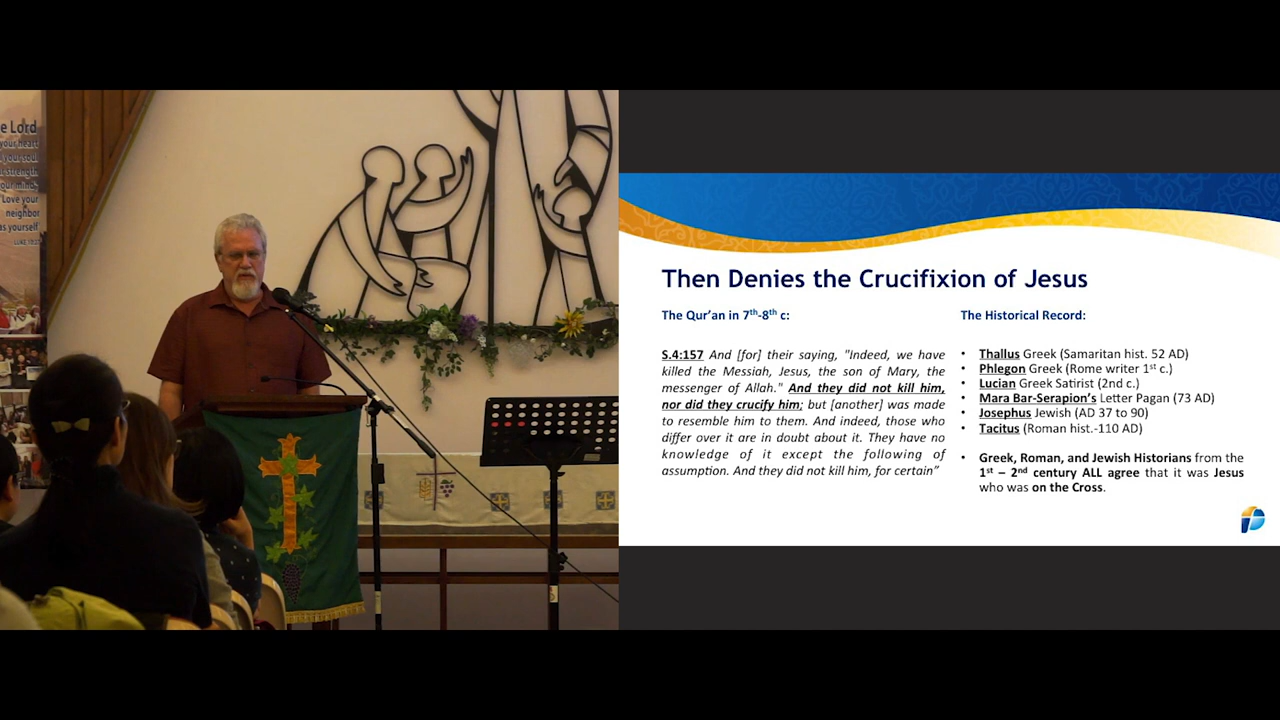 e Lord
your heart
your soul
r strength
our mind;
Love your
neighbor
as yourself
LUKE 10:27
Then Denies the Crucifixion of Jesus
The Qur'an in 7th-8th c:
S.4:157 And [for] their saying, "Indeed, we have
killed the Messiah, Jesus, the son of Mary, the
messenger of Allah." And they did not kill him,
nor did they crucify him; but [another] was made
to resemble him to them. And indeed, those who
differ over it are in doubt about it. They have no
knowledge of it except the following of
assumption. And they did not kill him, for certain”
The Historical Record:
• Thallus Greek (Samaritan hist. 52 AD)
• Phlegon Greek (Rome writer 1st c.)
• Lucian Greek Satirist (2nd c.)
• Mara Bar-Serapion's Letter Pagan (73 AD)
• Josephus Jewish (AD 37 to 90)
• Tacitus (Roman hist.-110 AD)
• Greek, Roman, and Jewish Historians from the
1st – 2nd century ALL agree that it was Jesus
who was on the Cross.